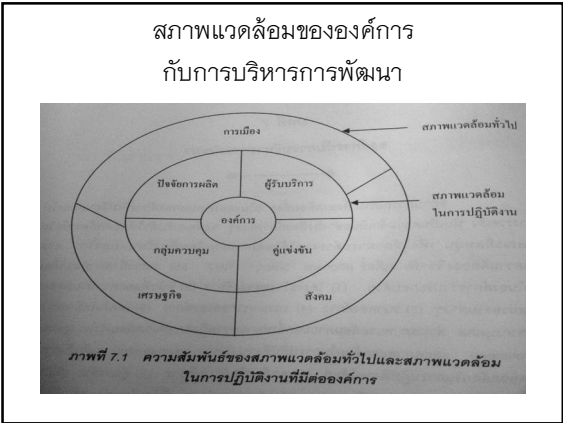 สภาพแวดล้อมขององค์การ
กับการบริหารการพัฒนา
การเมือง
สภาพแวดล้อมทั่วไป
ปัจจัยการผลิต
ผู้รับบริการ
สภาพแวดล้อม
ในการปฏิบัติงาน
องค์การ
กลุ่มควบคุม
คู่แข่งขัน
เศรษฐกิจ
สังคม
ภาพที่ 7.1 ความสัมพันธ์ของสภาพแวดล้อมทั่วไปและสภาพแวดล้อม
ในการปฏิบัติงานที่มีต่อองค์การ